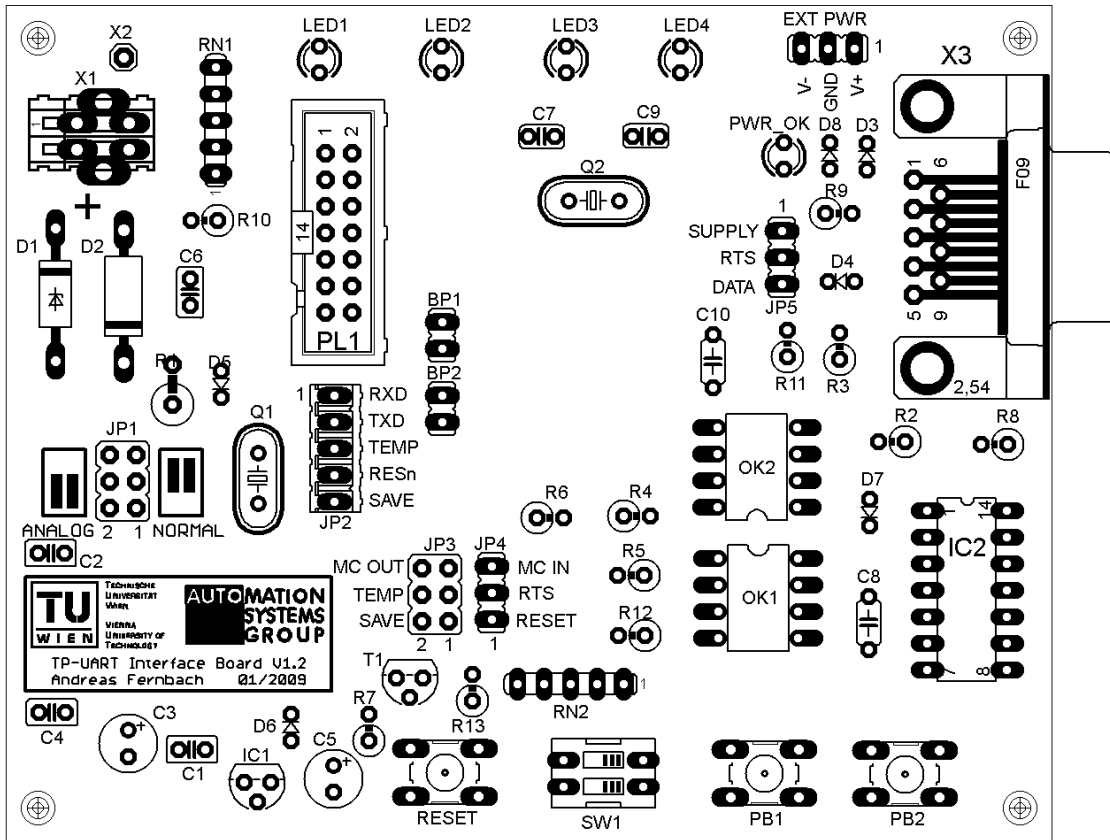 LED1 LED2 LED3 LED4 EXT PWR
X2
RN1
1
X3
X1
V- GND V+
1
C7 C9
PWR_OK D8 D3
1 2
1 6
F09
Q2
R9
1
R10
14
1
SUPPLY
D1 D2
RTS
C6
D4
DATA
BP1
JP5
C10
5 9
PL1
R1 D5
BP2
R11 R3
2,54
1 RXD
Q1
TXD
R2 R8
JP1
TEMP
OK2
RESn
D7
SAVE
R6 R4
1 14
ANALOG 2 1 NORMAL
JP2
IC2
C2
JP3 JP4
MC OUT MC IN
R5
TU
WIEN
TECHNISCHE
UNIVERSITÄT
WIEN
VIENNA
UNIVERSITY OF
TECHNOLOGY
AUTOMATION
SYSTEMS
GROUP
TEMP RTS
OK1
C8
SAVE RESET
R12
2 1 1
TP-UART Interface Board V1.2
Andreas Fernbach 01/2009
T1
7 8
1
C3
R7
RN2
C4
D6
R13
C5
C1
IC1
RESET SW1 PB1 PB2